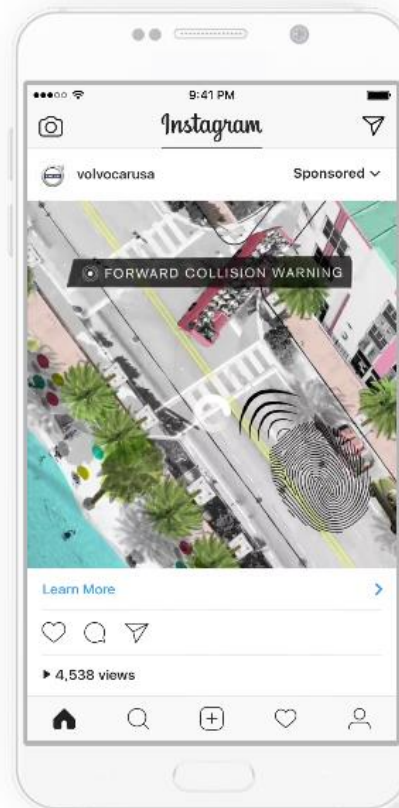 9:41 PM
Instagram
volvocarusa
Sponsored
FORWARD COLLISION WARNING
Learn More
4,538 views